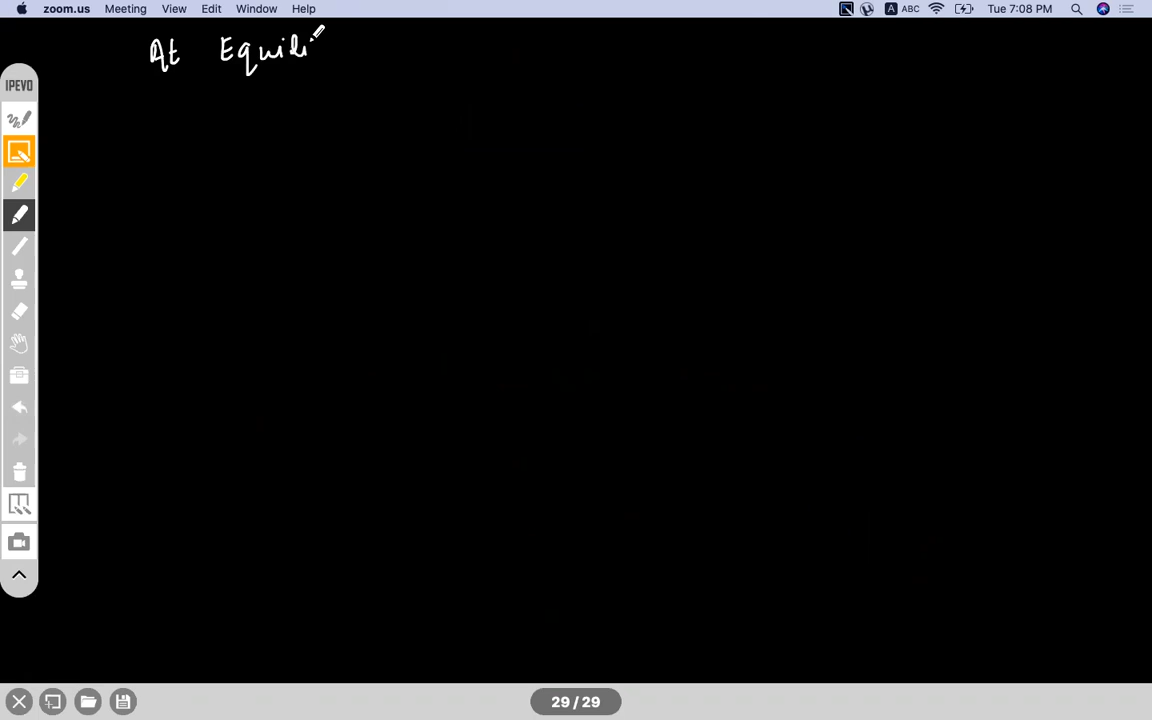 zoom.us Meeting View Edit Window Help A ABC Tue 7:08 PM
At Equili
IPEVO
29 / 29